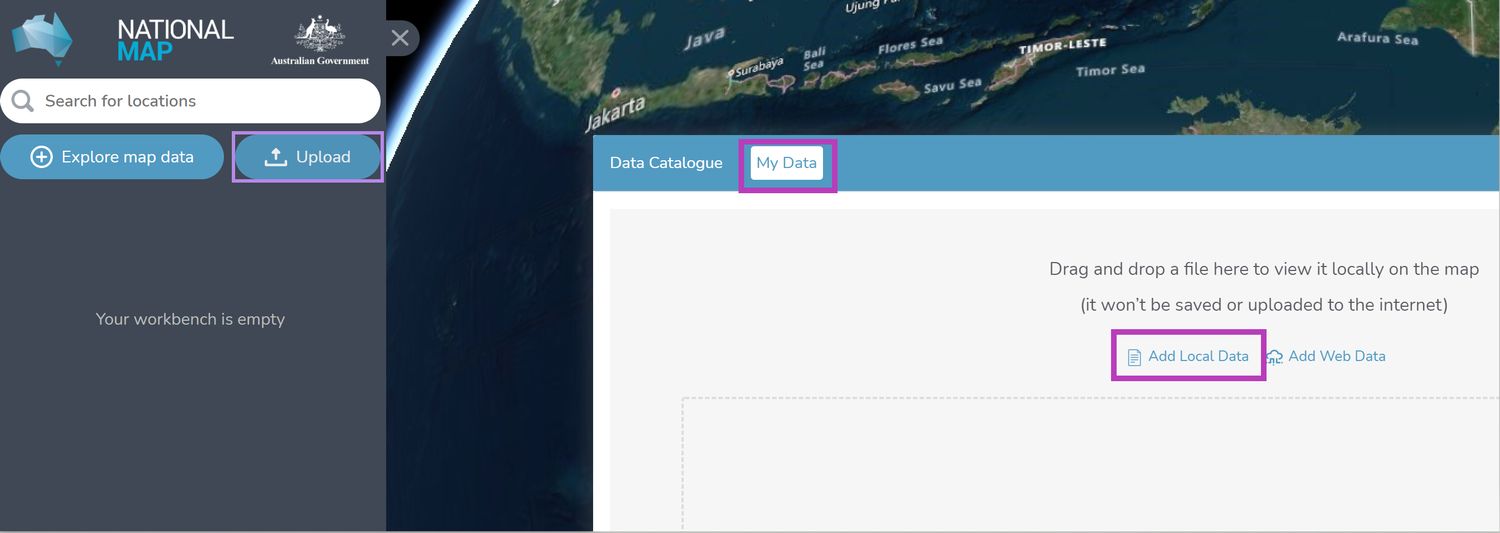 NATIONAL
MAP
Australian Government
Search for locations
Explore map data
Upload
Your workbench is empty
Ujung Pan
Java
Bali
Sea
Flores Sea
TIMOR-LESTE
Arafura Sea
Surabaya
Savu Sea
Timor Sea
Jakarta
Data Catalogue
My Data
Drag and drop a file here to view it locally on the map
(it won’t be saved or uploaded to the internet)
Add Local Data
Add Web Data